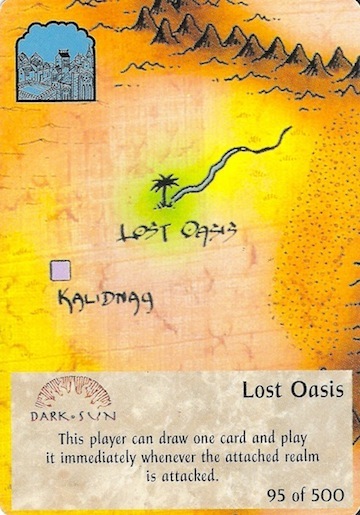 Lost Oasis
Kalidnay
Lost Oasis
DARK•SUN
This player can draw one card and play
it immediately whenever the attached realm
is attacked.
95 of 500